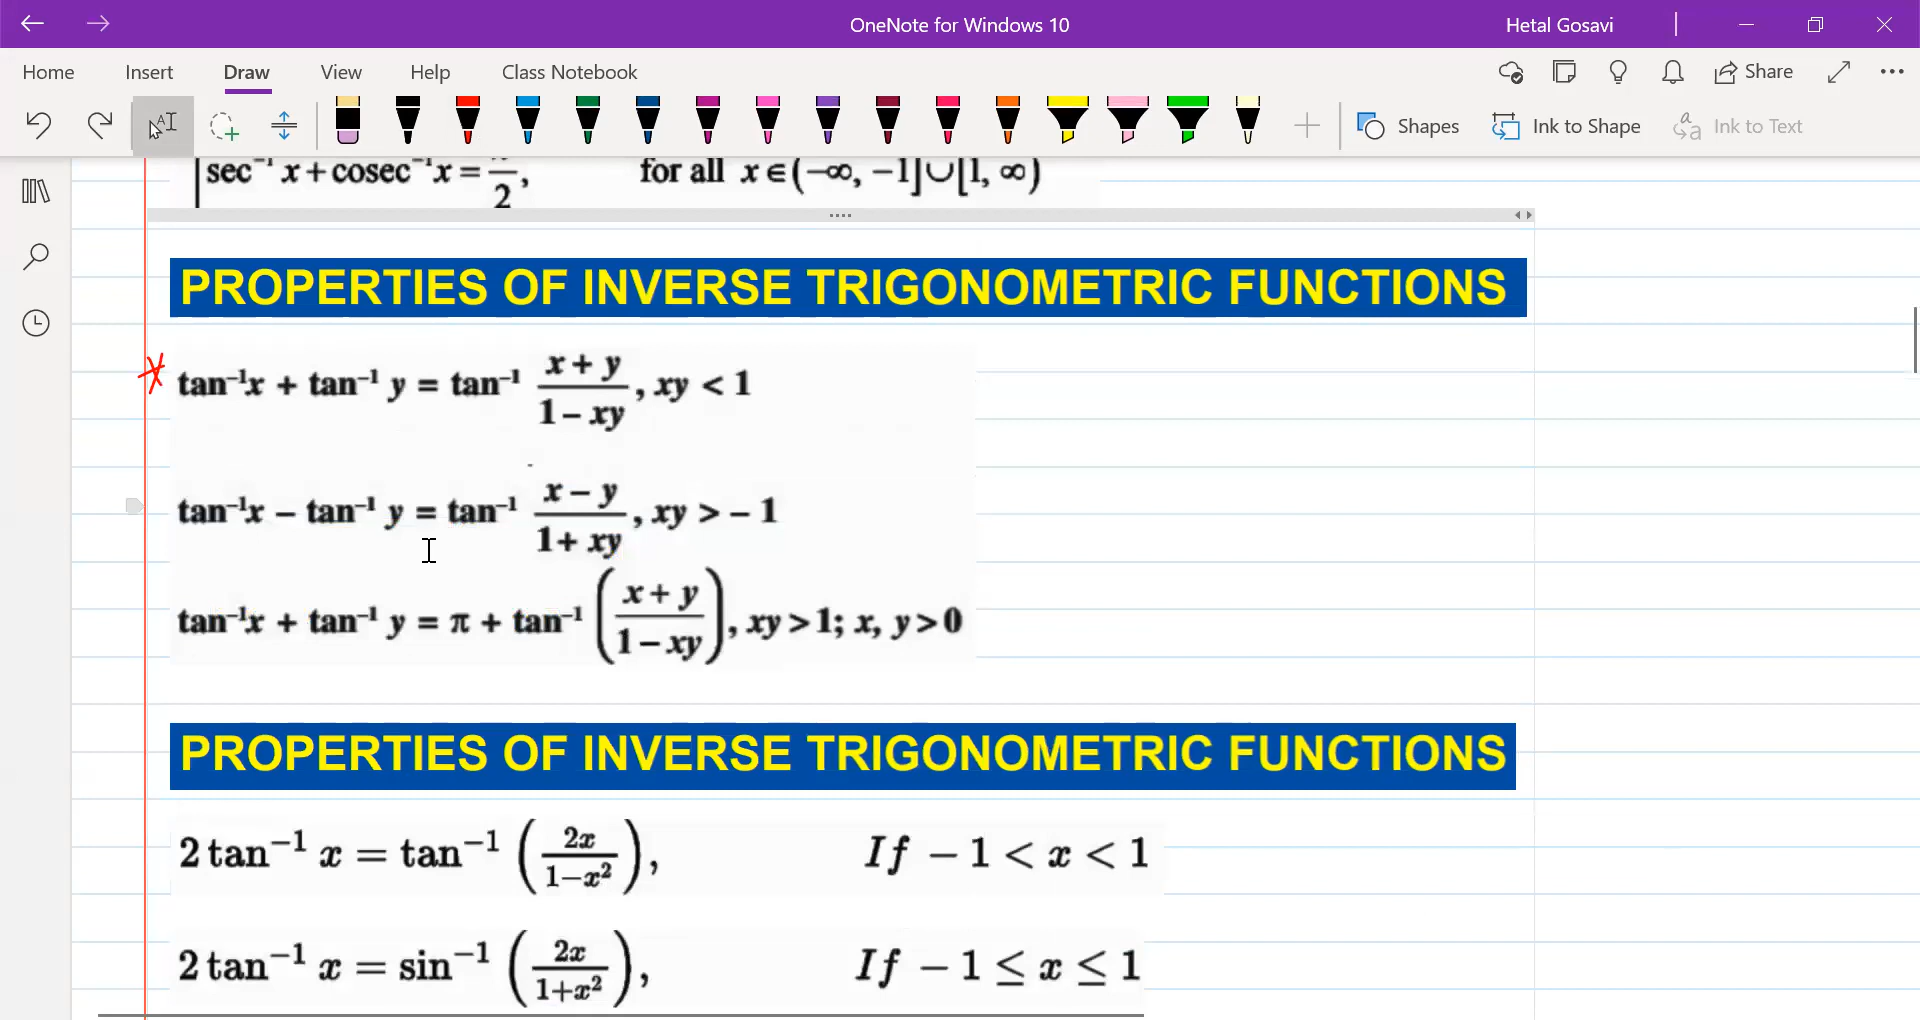 OneNote for Windows 10
Hetal Gosavi
Home Insert Draw View Help Class Notebook
Share
Shapes Ink to Shape Ink to Text
sec⁻¹ x + cosec⁻¹ x = π/2, for all x ∈ (−∞, −1] ∪ [1, ∞)
PROPERTIES OF INVERSE TRIGONOMETRIC FUNCTIONS
tan⁻¹x + tan⁻¹ y = tan⁻¹ (x + y)/(1 − xy), xy < 1
tan⁻¹x − tan⁻¹ y = tan⁻¹ (x − y)/(1 + xy), xy > − 1
tan⁻¹x + tan⁻¹ y = π + tan⁻¹ ((x + y)/(1 − xy)), xy > 1; x, y > 0
PROPERTIES OF INVERSE TRIGONOMETRIC FUNCTIONS
2 tan⁻¹ x = tan⁻¹ (2x/(1−x²)), If − 1 < x < 1
2 tan⁻¹ x = sin⁻¹ (2x/(1+x²)), If − 1 ≤ x ≤ 1